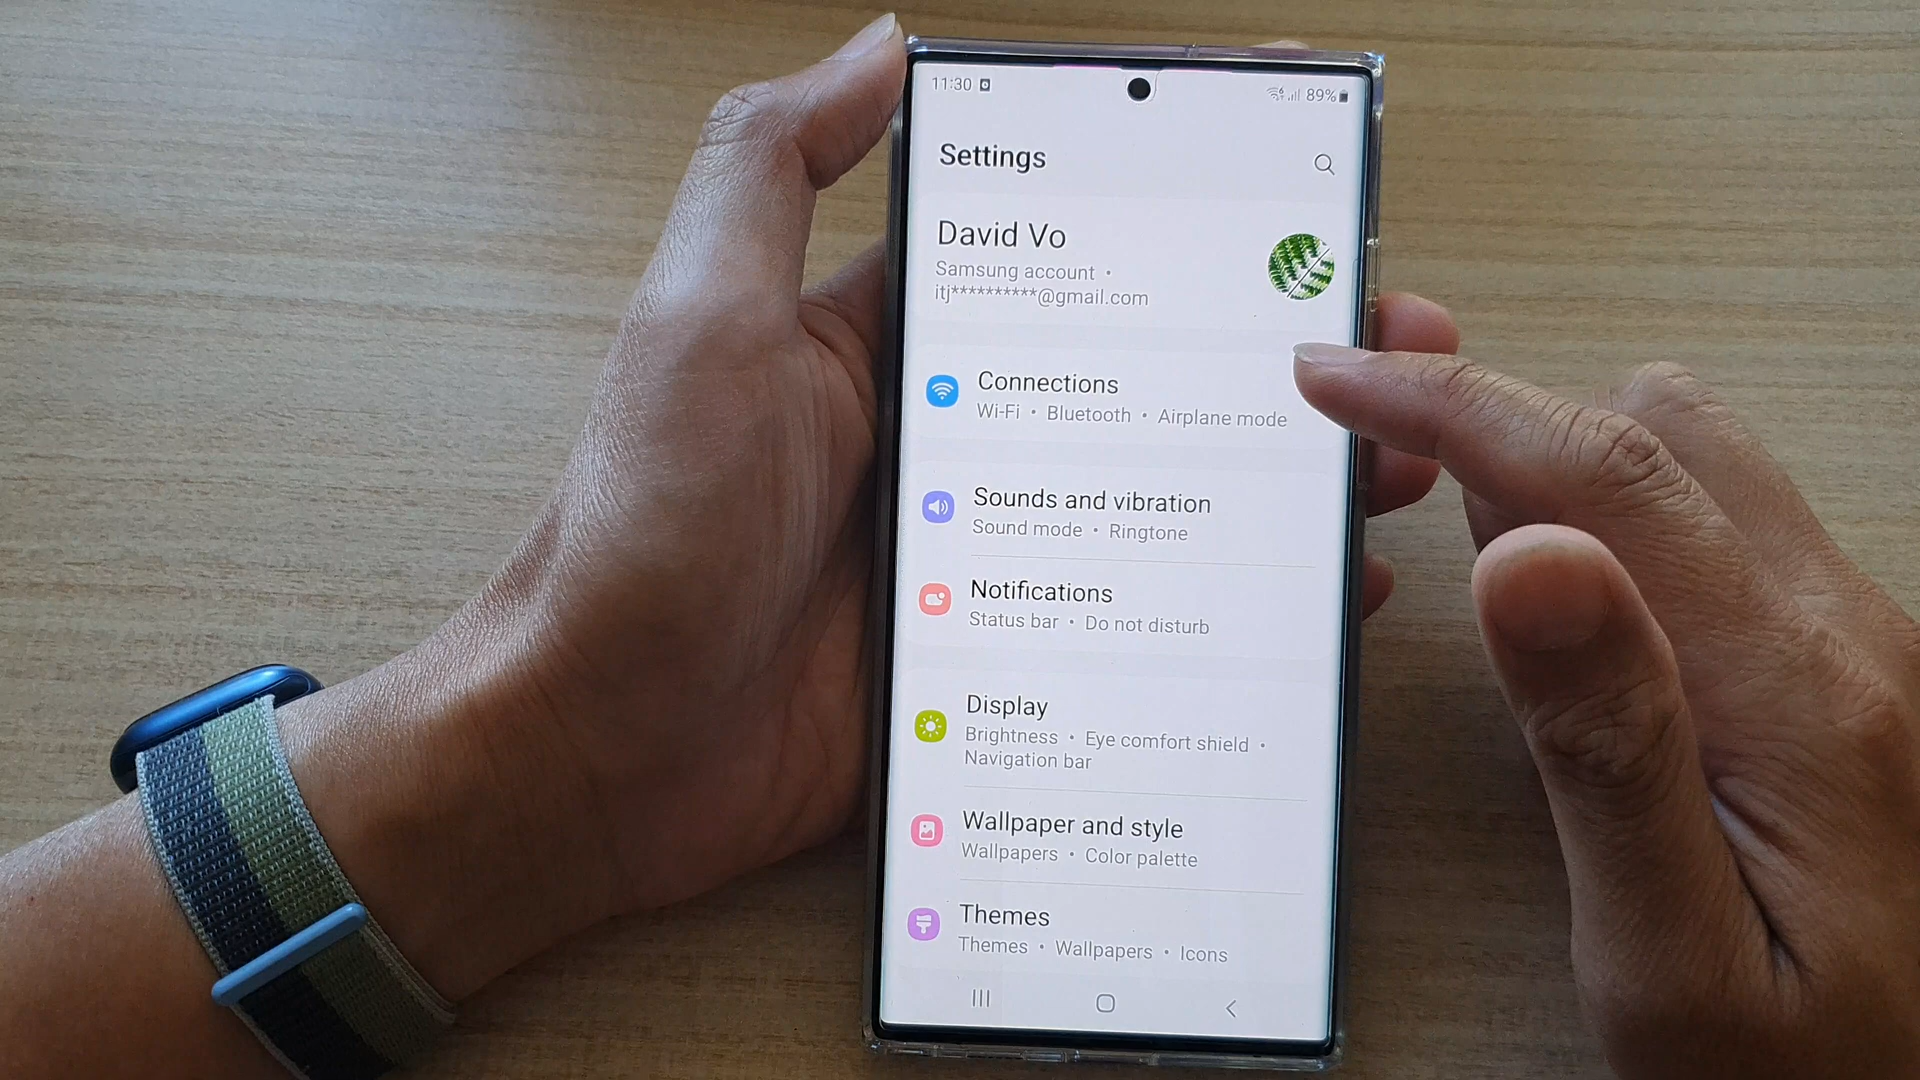 11:30
89%
Settings
David Vo
Samsung account •
itj**********@gmail.com
Connections
Wi-Fi • Bluetooth • Airplane mode
Sounds and vibration
Sound mode • Ringtone
Notifications
Status bar • Do not disturb
Display
Brightness • Eye comfort shield •
Navigation bar
Wallpaper and style
Wallpapers • Color palette
Themes
Themes • Wallpapers • Icons